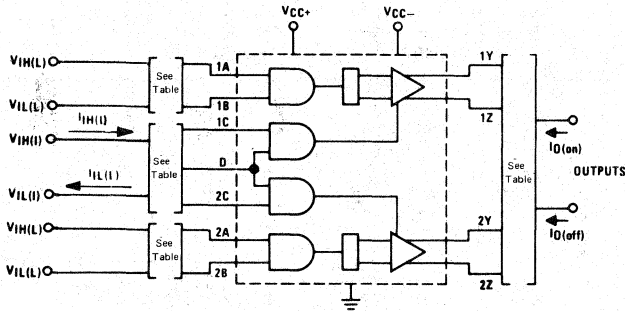 VCC+
VCC−
VIH(L)
VIL(L)
See
Table
1A
1B
1Y
1Z
IIH(I)
VIH(I)
IIL(I)
VIL(I)
See
Table
1C
D
2C
See
Table
IO(on)
OUTPUTS
IO(off)
VIH(L)
VIL(L)
See
Table
2A
2B
2Y
2Z